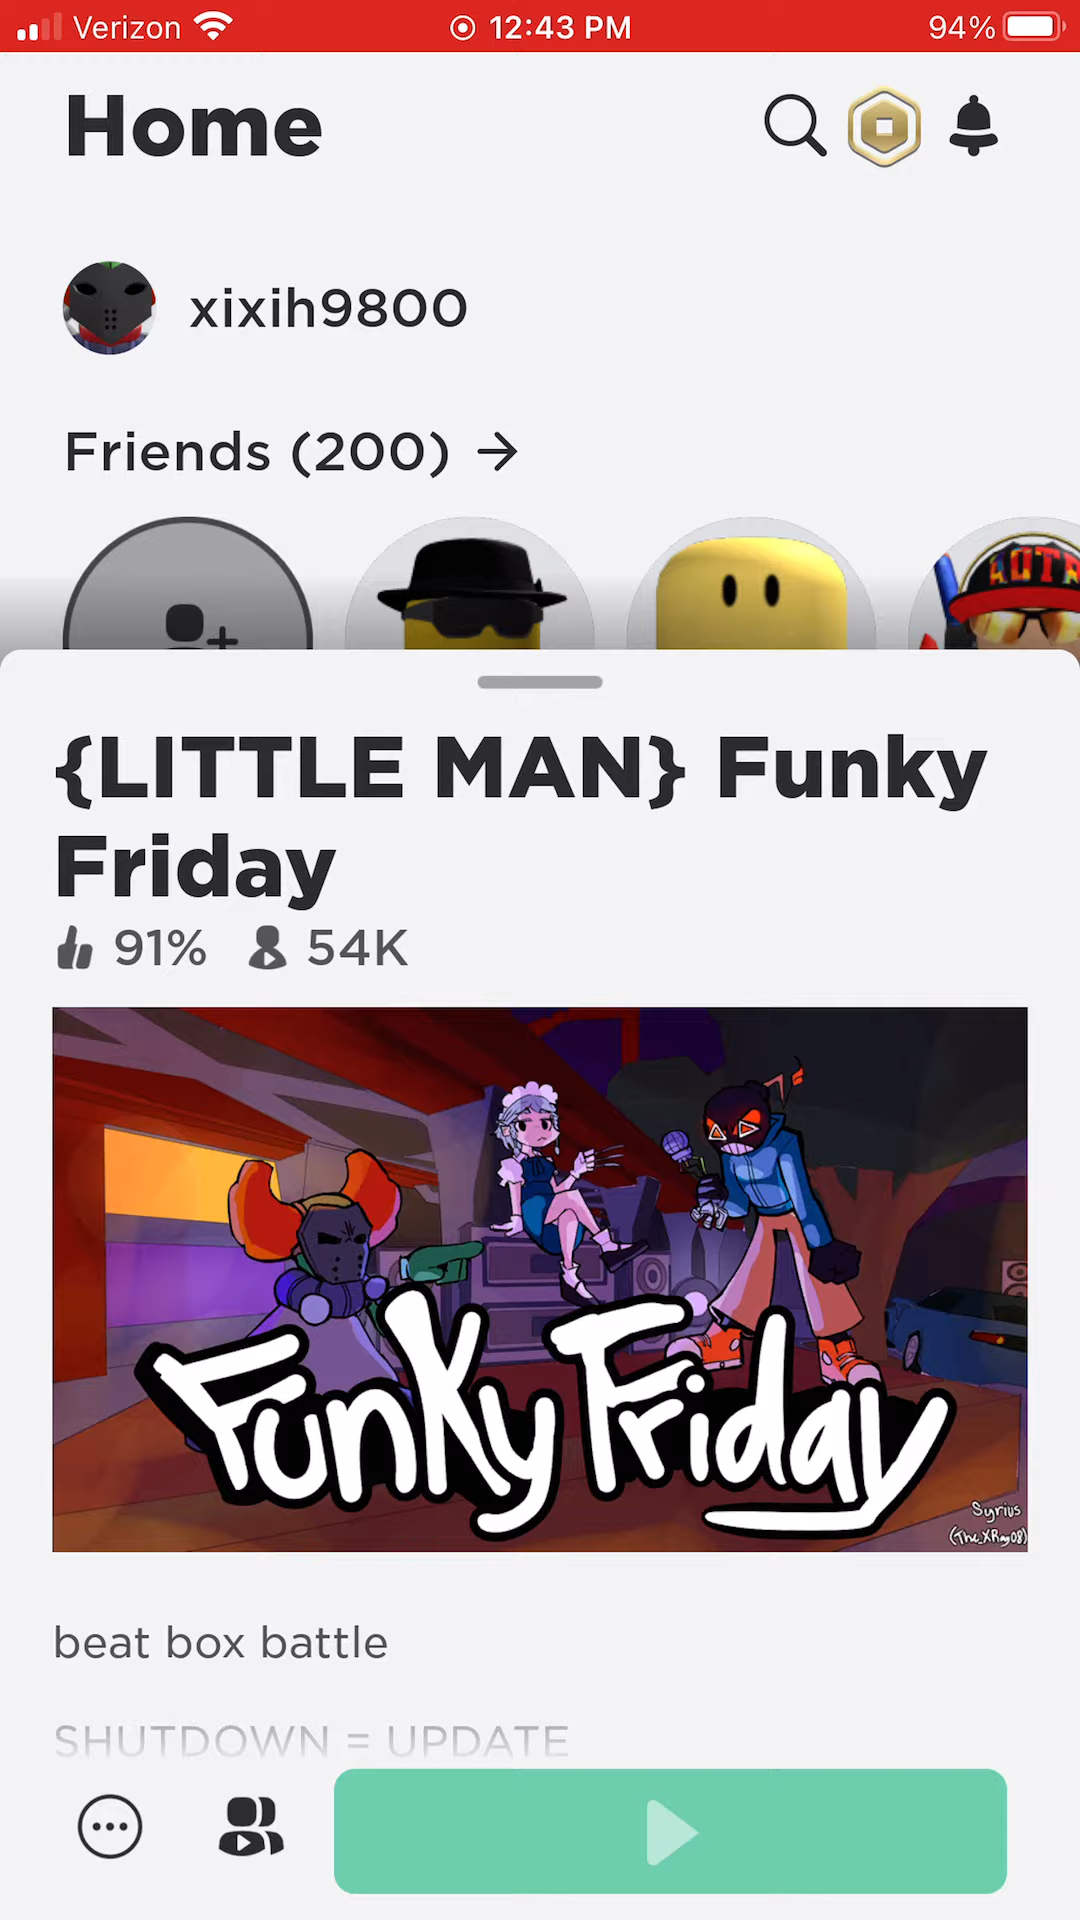 Verizon 12:43 PM 94%
Home
xixih9800
Friends (200) →
{LITTLE MAN} Funky
Friday
91% 54K
Funky Friday
Syrius
(The_XRay08)
beat box battle
SHUTDOWN = UPDATE